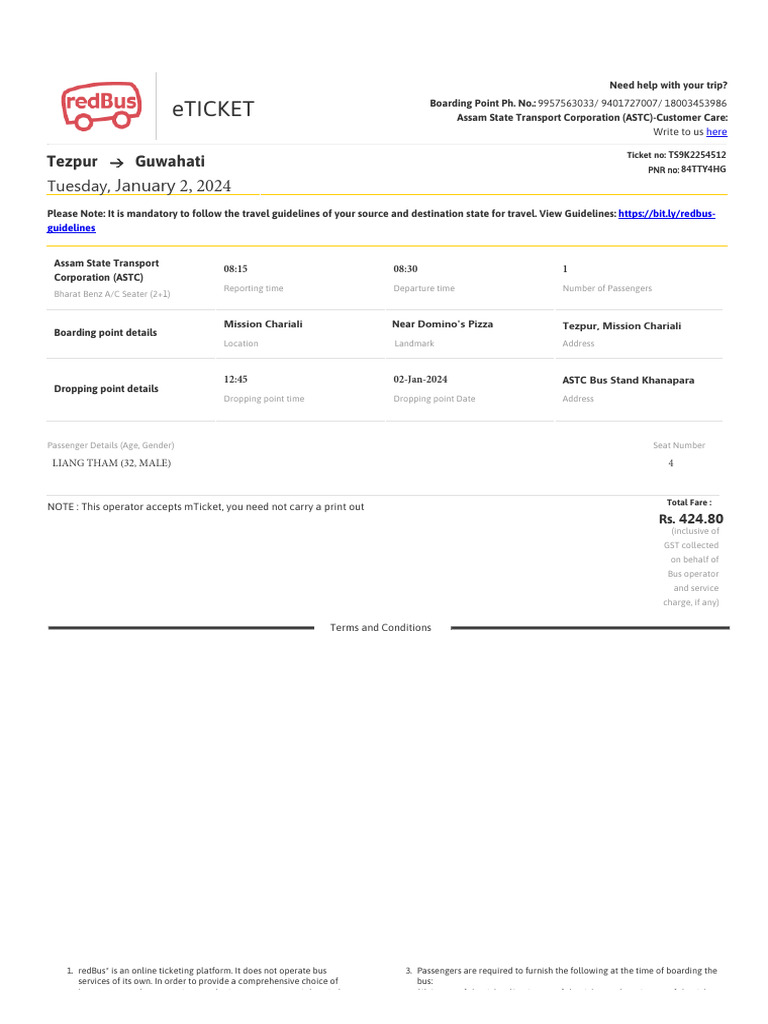 redBus
eTICKET
Need help with your trip?
Boarding Point Ph. No.: 9957563033/ 9401727007/ 18003453986
Assam State Transport Corporation (ASTC)-Customer Care:
Write to us here
Tezpur → Guwahati
Tuesday, January 2, 2024
Ticket no: TS9K2254512
PNR no: 84TTY4HG
Please Note: It is mandatory to follow the travel guidelines of your source and destination state for travel. View Guidelines: https://bit.ly/redbus-
guidelines
Assam State Transport
Corporation (ASTC)
Bharat Benz A/C Seater (2+1)
08:15
Reporting time
08:30
Departure time
1
Number of Passengers
Boarding point details
Mission Chariali
Location
Near Domino's Pizza
Landmark
Tezpur, Mission Chariali
Address
Dropping point details
12:45
Dropping point time
02-Jan-2024
Dropping point Date
ASTC Bus Stand Khanapara
Address
Passenger Details (Age, Gender)
Seat Number
LIANG THAM (32, MALE)
4
NOTE : This operator accepts mTicket, you need not carry a print out
Total Fare :
Rs. 424.80
(inclusive of
GST collected
on behalf of
Bus operator
and service
charge, if any)
Terms and Conditions
1. redBus* is an online ticketing platform. It does not operate bus
services of its own. In order to provide a comprehensive choice of
3. Passengers are required to furnish the following at the time of boarding the
bus: